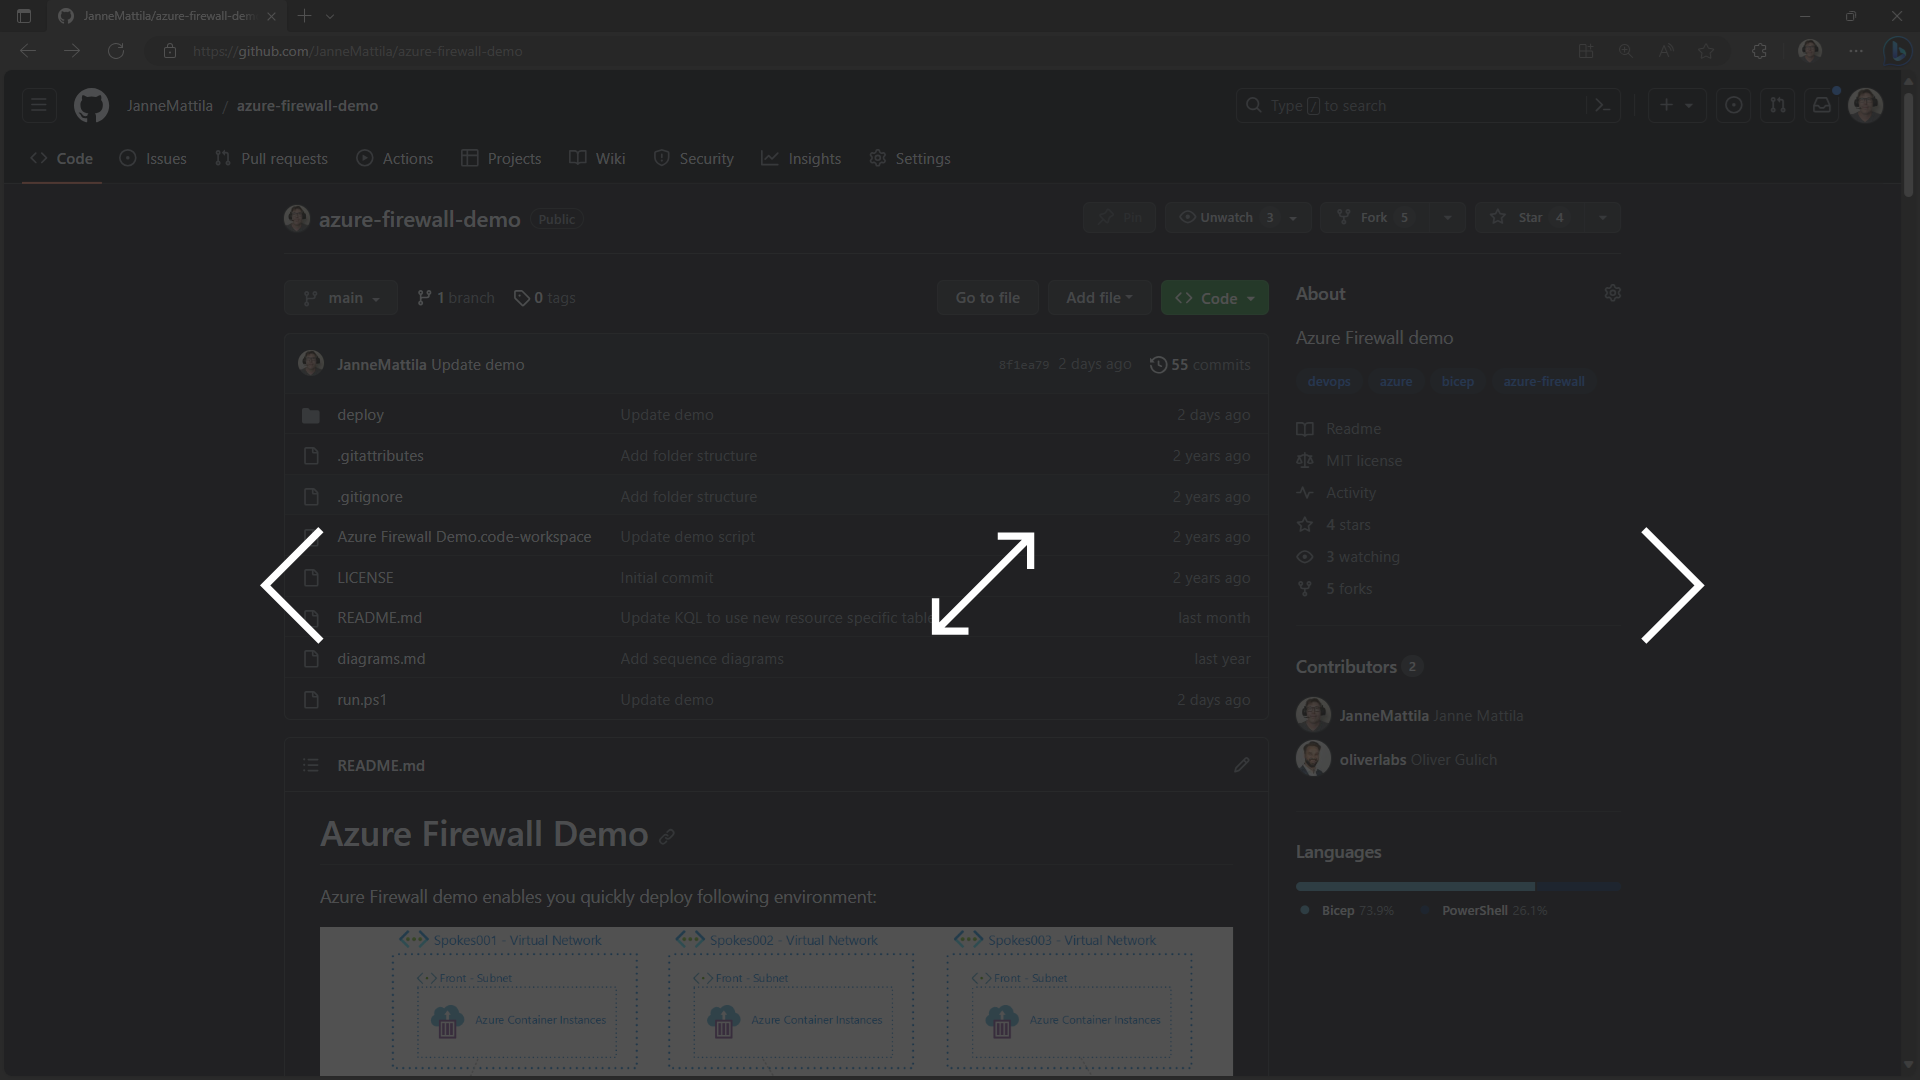 JanneMattila/azure-firewall-dem
https://github.com/JanneMattila/azure-firewall-demo
JanneMattila / azure-firewall-demo
Type / to search
Code Issues Pull requests Actions Projects Wiki Security Insights Settings
azure-firewall-demo Public
Pin Unwatch 3 Fork 5 Star 4
main 1 branch 0 tags Go to file Add file Code
JanneMattila Update demo 8f1ea79 2 days ago 55 commits
deploy Update demo 2 days ago
.gitattributes Add folder structure 2 years ago
.gitignore Add folder structure 2 years ago
Azure Firewall Demo.code-workspace Update demo script 2 years ago
LICENSE Initial commit 2 years ago
README.md Update KQL to use new resource specific tabl last month
diagrams.md Add sequence diagrams last year
run.ps1 Update demo 2 days ago
README.md
Azure Firewall Demo
Azure Firewall demo enables you quickly deploy following environment:
Spokes001 - Virtual Network Spokes002 - Virtual Network Spokes003 - Virtual Network
Front - Subnet Front - Subnet Front - Subnet
Azure Container Instances Azure Container Instances Azure Container Instances
About
Azure Firewall demo
devops azure bicep azure-firewall
Readme
MIT license
Activity
4 stars
3 watching
5 forks
Contributors 2
JanneMattila Janne Mattila
oliverlabs Oliver Gulich
Languages
Bicep 73.9% PowerShell 26.1%